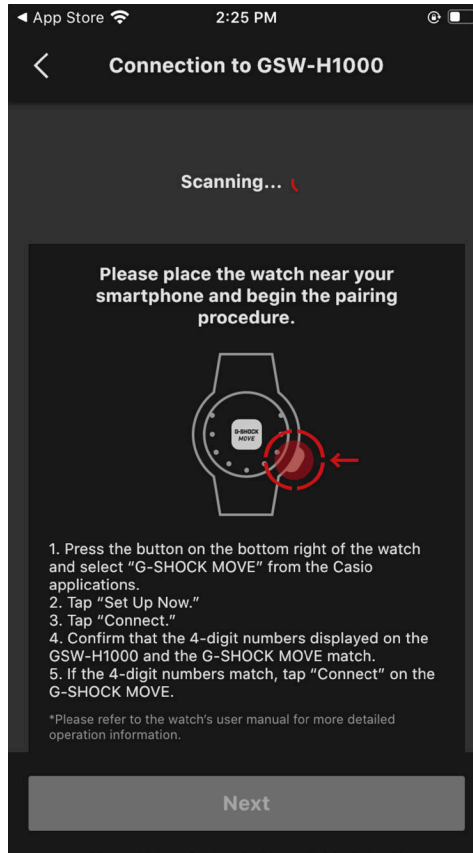 ◀ App Store 2:25 PM
Connection to GSW-H1000
Scanning...
Please place the watch near your
smartphone and begin the pairing
procedure.
G-SHOCK
MOVE
1. Press the button on the bottom right of the watch
and select “G-SHOCK MOVE” from the Casio
applications.
2. Tap “Set Up Now.”
3. Tap “Connect.”
4. Confirm that the 4-digit numbers displayed on the
GSW-H1000 and the G-SHOCK MOVE match.
5. If the 4-digit numbers match, tap “Connect” on the
G-SHOCK MOVE.
*Please refer to the watch’s user manual for more detailed
operation information.
Next